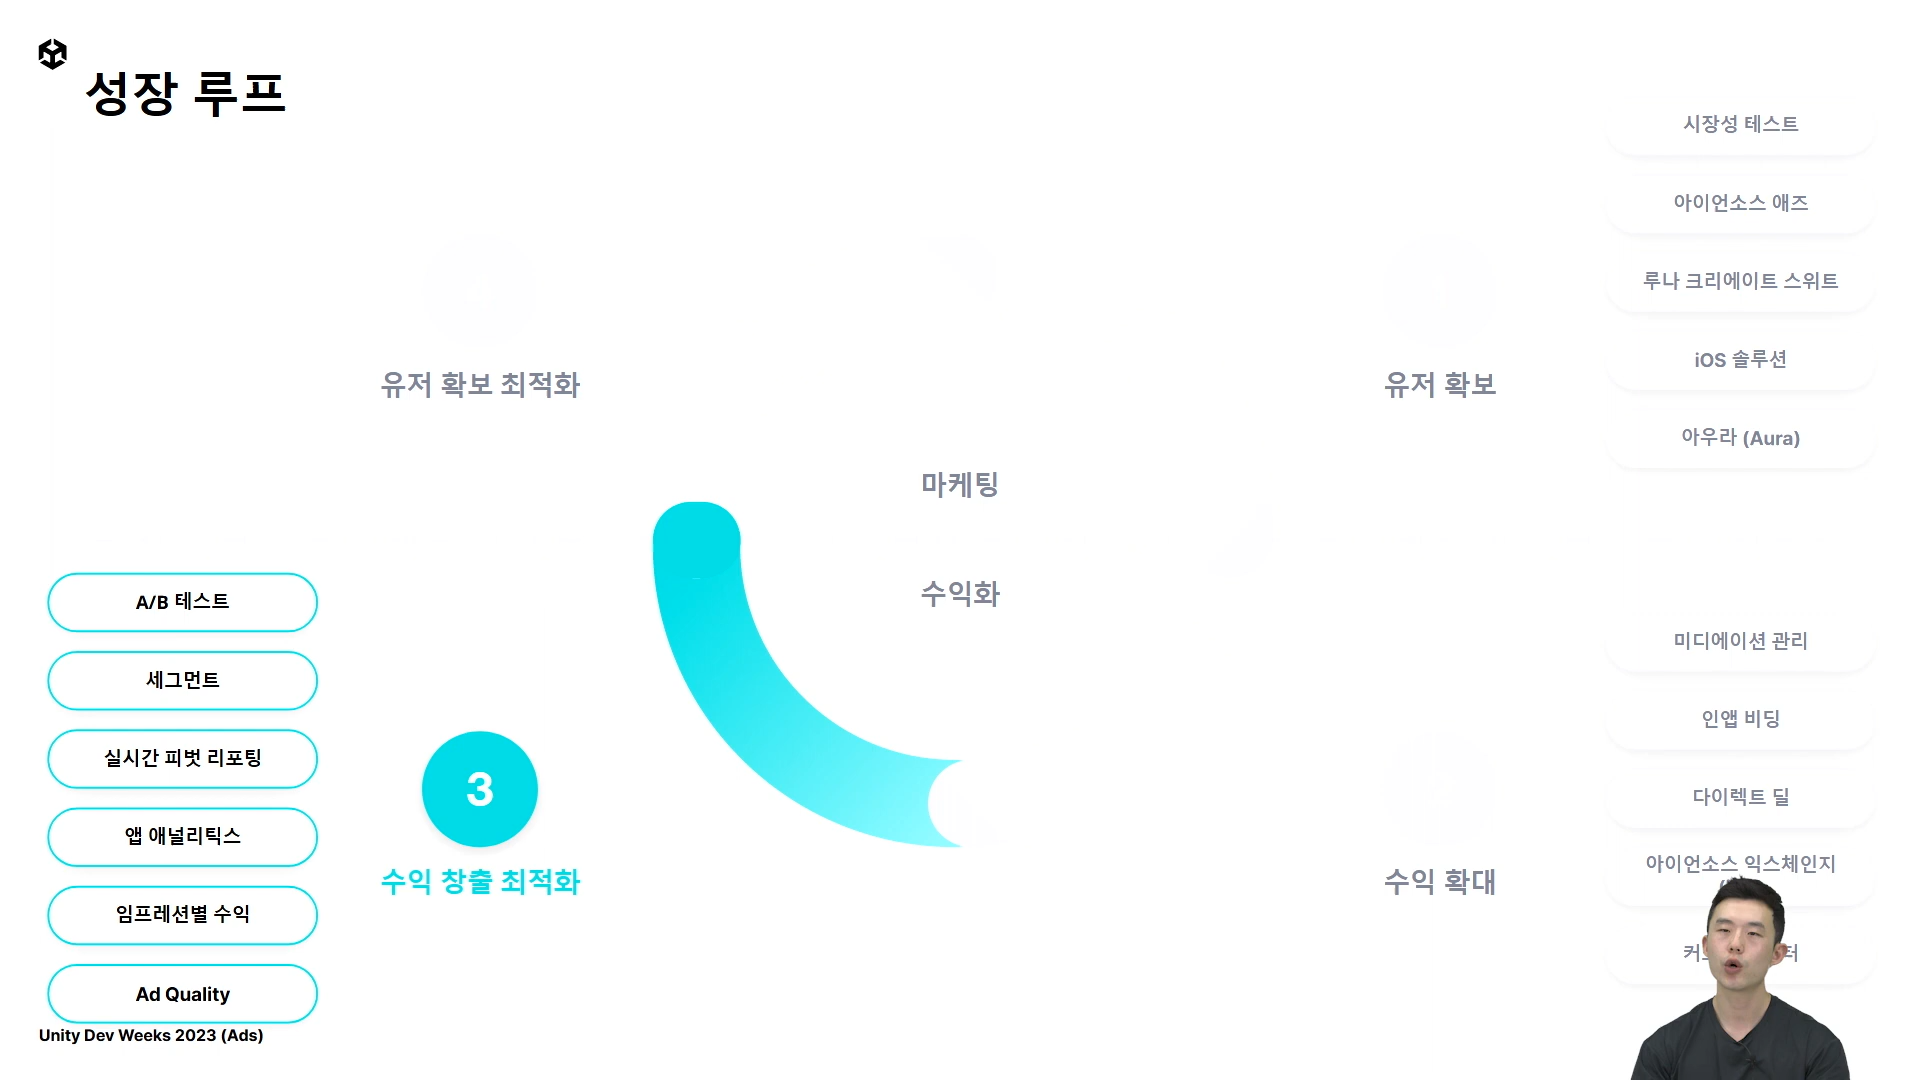 성장 루프
시장성 테스트
아이언소스 애즈
루나 크리에이트 스위트
iOS 솔루션
아우라 (Aura)
유저 확보 최적화
유저 확보
마케팅
수익화
A/B 테스트
세그먼트
실시간 피벗 리포팅
앱 애널리틱스
임프레션별 수익
Ad Quality
3
수익 창출 최적화
수익 확대
미디에이션 관리
인앱 비딩
다이렉트 딜
아이언소스 익스체인지
Unity Dev Weeks 2023 (Ads)